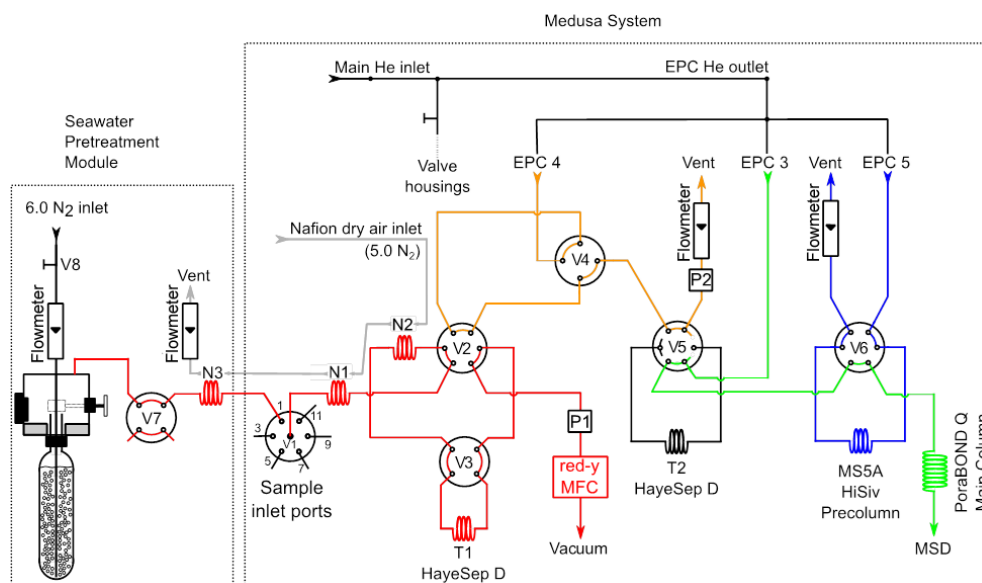 Medusa System
Main He inlet
EPC He outlet
Seawater
Pretreatment
Module
Valve
housings
EPC 4
Vent
EPC 3
Vent
EPC 5
6.0 N2 inlet
Nafion dry air inlet
(5.0 N2)
V8
Flowmeter
Vent
Flowmeter
Flowmeter
Flowmeter
V4
P2
N2
V2
V5
V6
N3
N1
V7
1
11
3
V1
9
5
7
P1
V3
Sample
inlet ports
red-y
MFC
T2
HayeSep D
MS5A
HiSiv
Precolumn
PoraBOND Q
Main Column
T1
HayeSep D
Vacuum
MSD